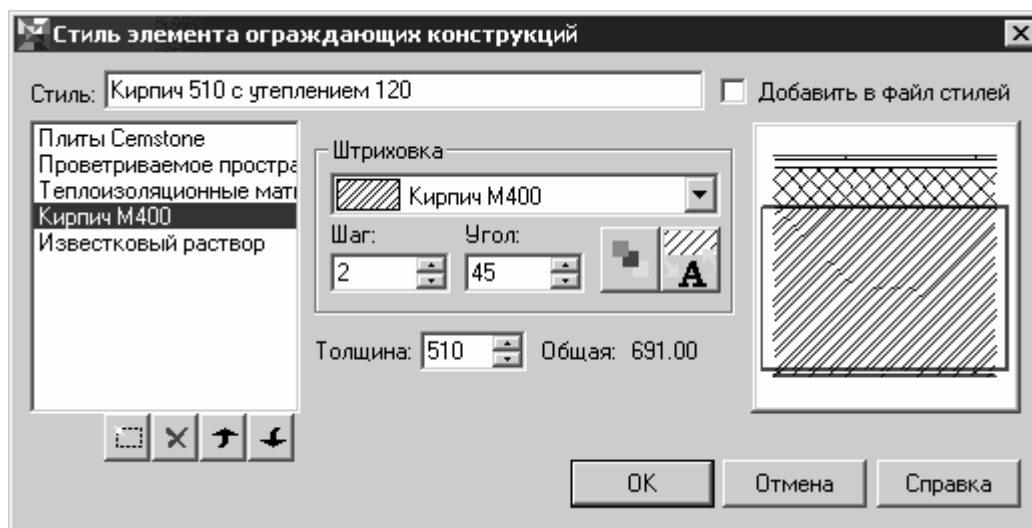 Стиль элемента ограждающих конструкций
Стиль: Кирпич 510 с утеплением 120
Добавить в файл стилей
Плиты Cemstone
Проветриваемое простра
Теплоизоляционные мат
Кирпич М400
Известковый раствор
Штриховка
Кирпич М400
Шаг: Угол:
2 45
A
Толщина: 510 Общая: 691.00
OK Отмена Справка